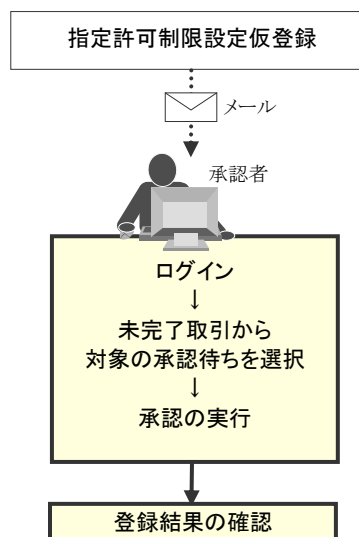 指定許可制限設定仮登録
メール
承認者
ログイン
↓
未完了取引から
対象の承認待ちを選択
↓
承認の実行
登録結果の確認